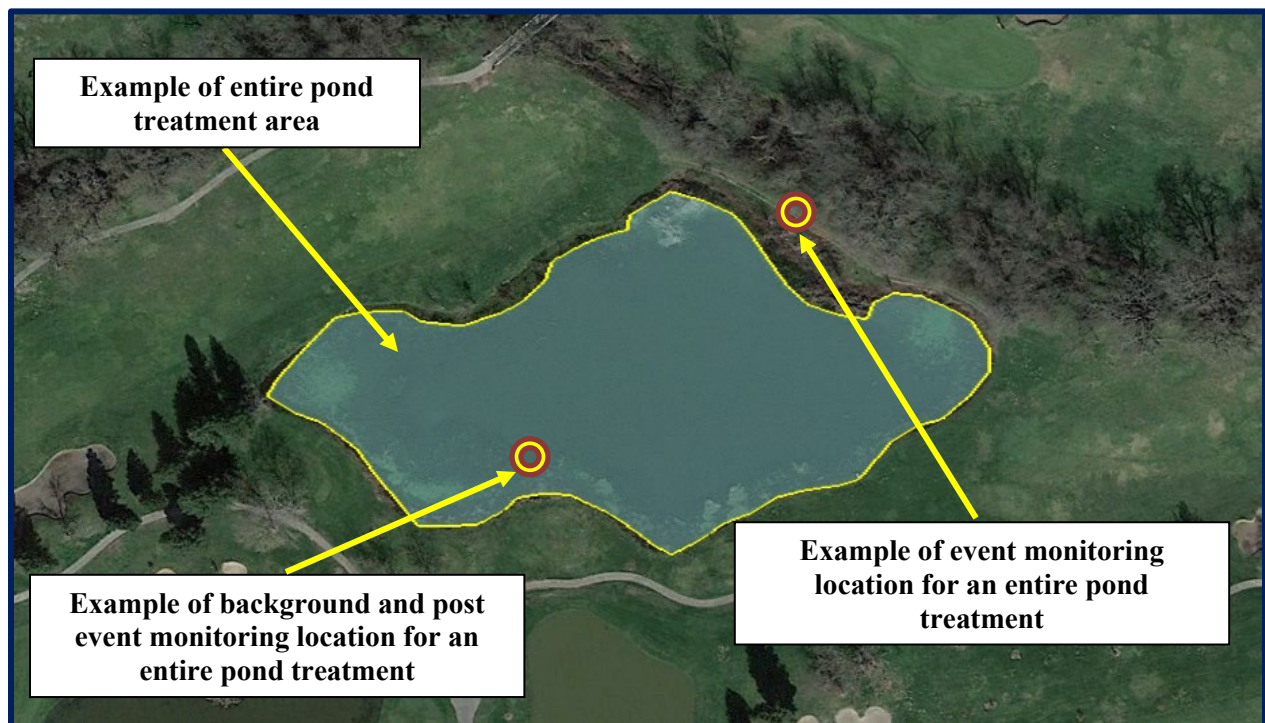 Example of entire pond
treatment area
Example of background and post
event monitoring location for an
entire pond treatment
Example of event monitoring
location for an entire pond
treatment